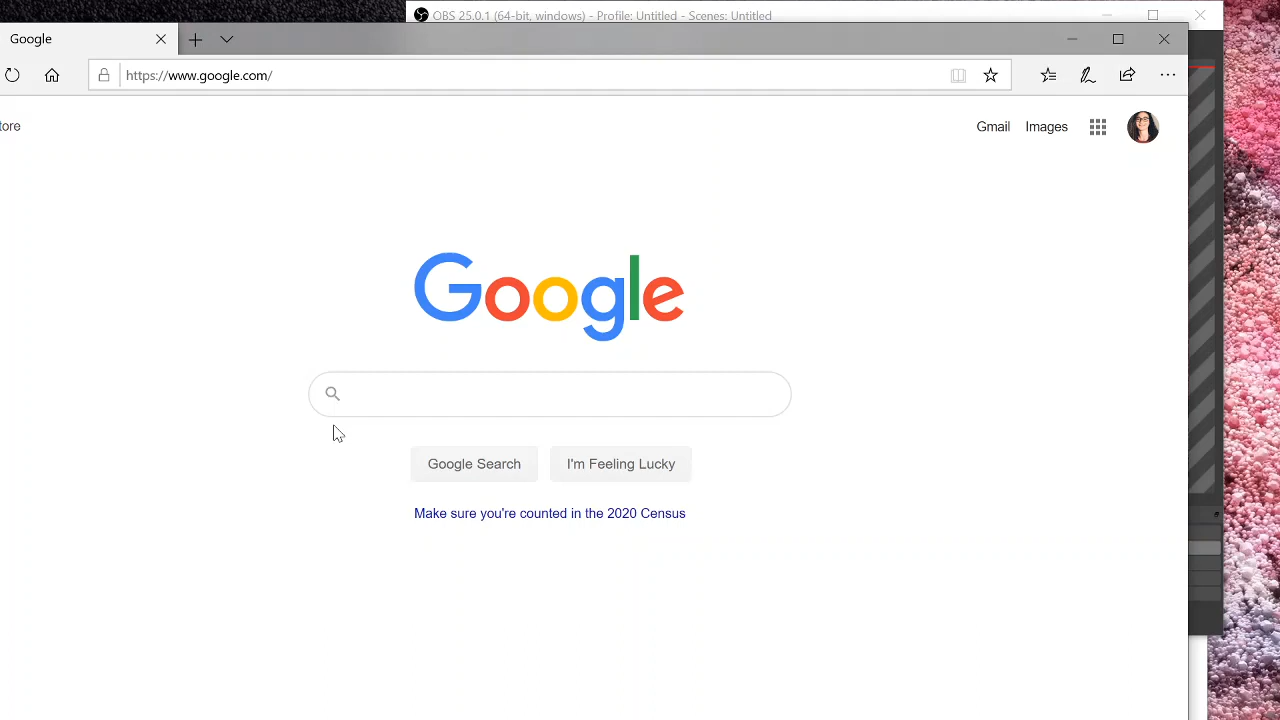 OBS 25.0.1 (64-bit, windows) - Profile: Untitled - Scenes: Untitled
Google
https://www.google.com/
tore
Gmail
Images
Google
Google Search
I'm Feeling Lucky
Make sure you're counted in the 2020 Census